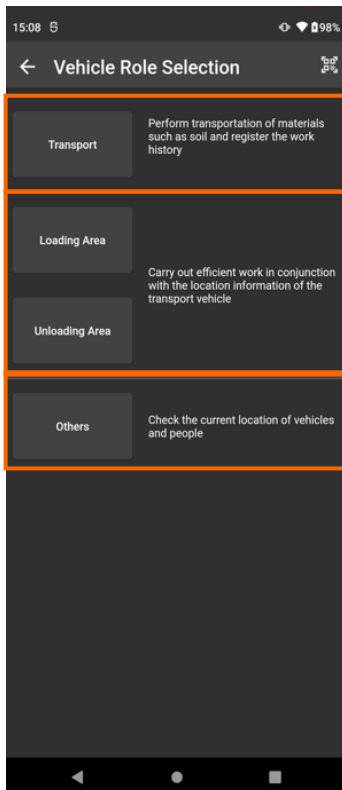 15:08 98%
Vehicle Role Selection
Transport
Perform transportation of materials
such as soil and register the work
history
Loading Area
Unloading Area
Carry out efficient work in conjunction
with the location information of the
transport vehicle
Others
Check the current location of vehicles
and people